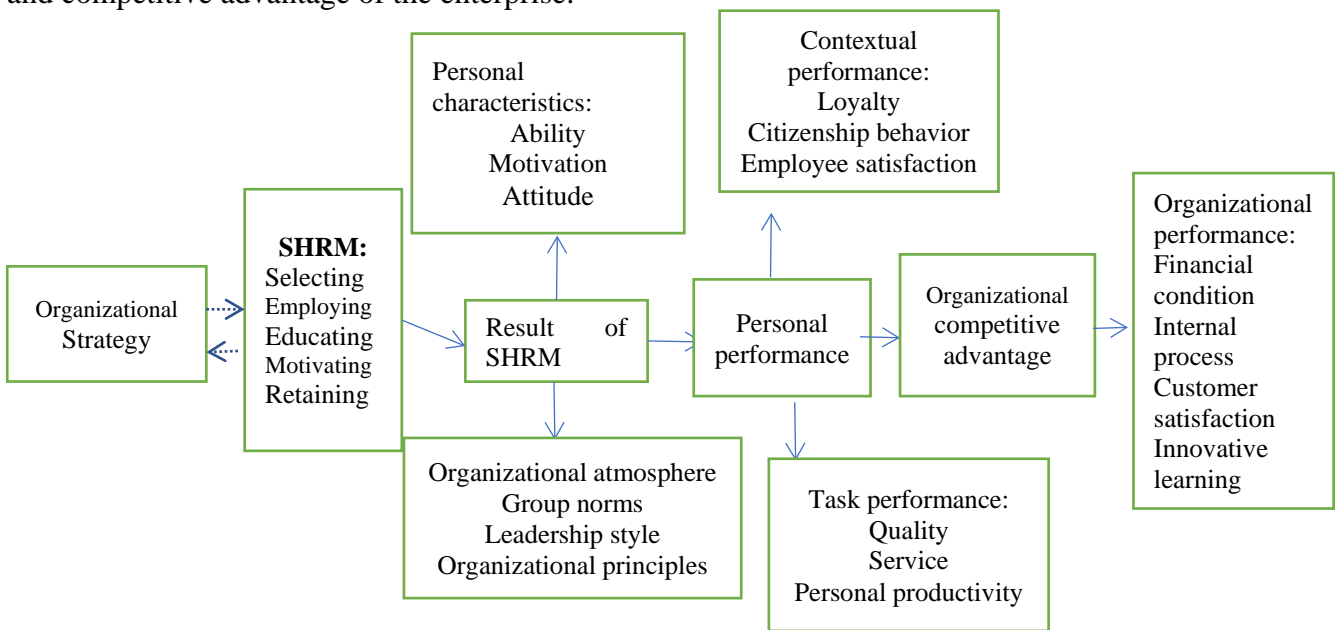 and competitive advantage of the enterprise.
Organizational
Strategy
SHRM:
Selecting
Employing
Educating
Motivating
Retaining
Personal
characteristics:
Ability
Motivation
Attitude
Result of
SHRM
Organizational atmosphere
Group norms
Leadership style
Organizational principles
Contextual
performance:
Loyalty
Citizenship behavior
Employee satisfaction
Personal
performance
Task performance:
Quality
Service
Personal productivity
Organizational
competitive
advantage
Organizational
performance:
Financial
condition
Internal
process
Customer
satisfaction
Innovative
learning